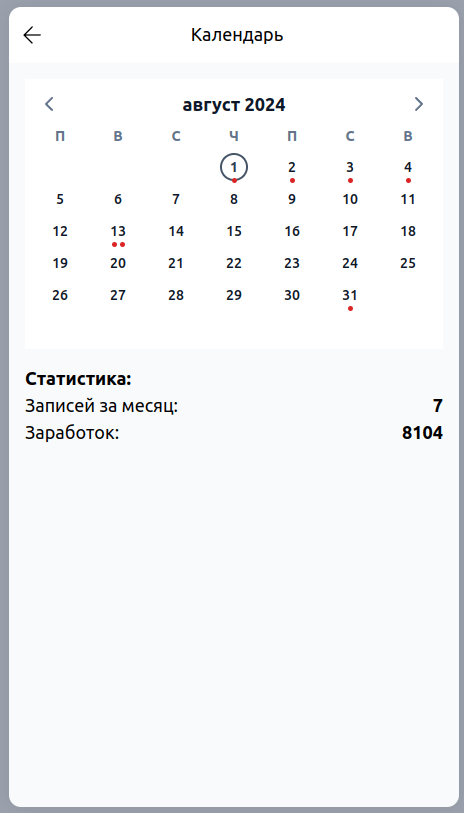 Календарь
август 2024
П В С Ч П С В
1 2 3 4
5 6 7 8 9 10 11
12 13 14 15 16 17 18
19 20 21 22 23 24 25
26 27 28 29 30 31
Статистика:
Записей за месяц: 7
Заработок: 8104